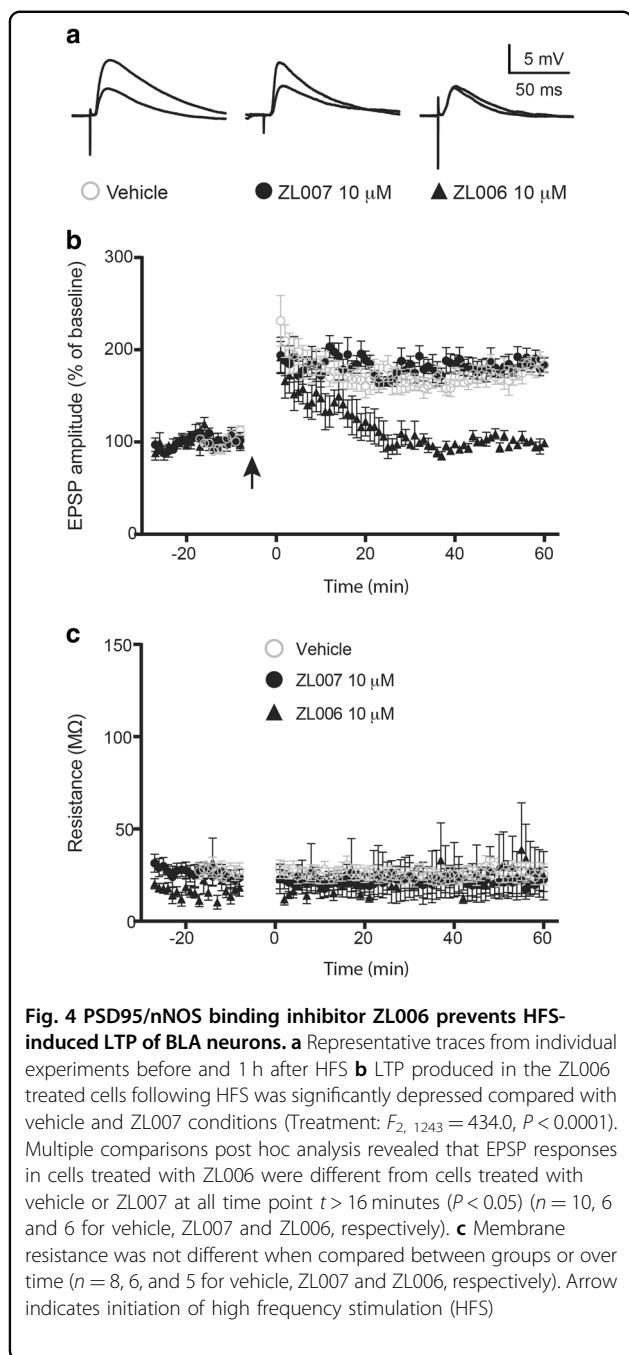 a
5 mV
50 ms
Vehicle
ZL007 10 μM
ZL006 10 μM
b
300
200
100
0
EPSP amplitude (% of baseline)
-20
0
20
40
60
Time (min)
c
150
100
50
0
Resistance (MΩ)
Vehicle
ZL007 10 μM
ZL006 10 μM
-20
0
20
40
60
Time (min)
Fig. 4 PSD95/nNOS binding inhibitor ZL006 prevents HFS-
induced LTP of BLA neurons. a Representative traces from individual
experiments before and 1 h after HFS b LTP produced in the ZL006
treated cells following HFS was significantly depressed compared with
vehicle and ZL007 conditions (Treatment: F2, 1243 = 434.0, P < 0.0001).
Multiple comparisons post hoc analysis revealed that EPSP responses
in cells treated with ZL006 were different from cells treated with
vehicle or ZL007 at all time point t > 16 minutes (P < 0.05) (n = 10, 6
and 6 for vehicle, ZL007 and ZL006, respectively). c Membrane
resistance was not different when compared between groups or over
time (n = 8, 6, and 5 for vehicle, ZL007 and ZL006, respectively). Arrow
indicates initiation of high frequency stimulation (HFS)